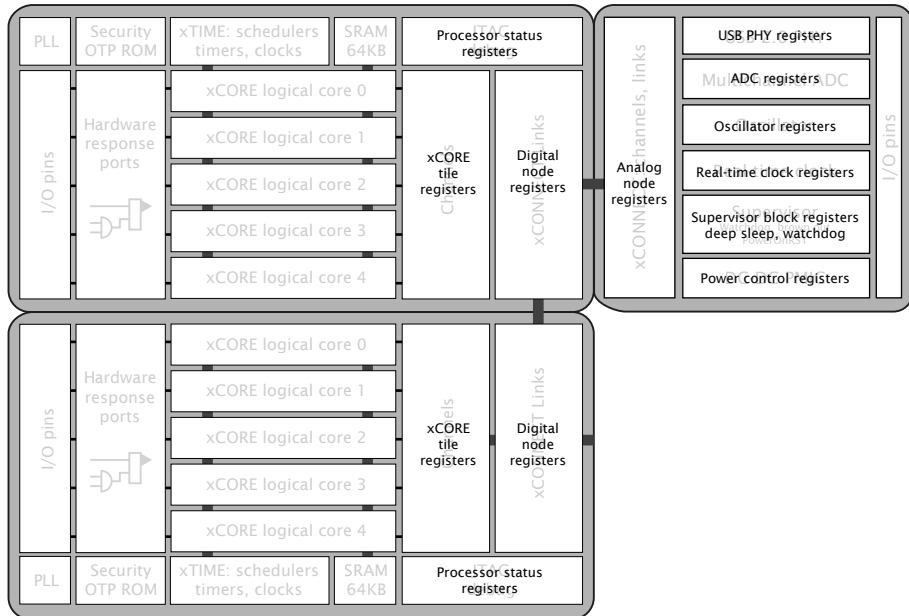 PLL
Security
OTP ROM
xTIME: schedulers
timers, clocks
SRAM
64KB
Processor status
registers
I/O pins
Hardware
response
ports
xCORE logical core 0
xCORE logical core 1
xCORE logical core 2
xCORE logical core 3
xCORE logical core 4
xCORE
tile
registers
Digital
node
registers
Analog
node
registers
USB PHY registers
ADC registers
Oscillator registers
Real-time clock registers
Supervisor block registers
deep sleep, watchdog
Power control registers
I/O pins
I/O pins
Hardware
response
ports
xCORE logical core 0
xCORE logical core 1
xCORE logical core 2
xCORE logical core 3
xCORE logical core 4
Channels
xCORE
tile
registers
Digital
node
registers
PLL
Security
OTP ROM
xTIME: schedulers
timers, clocks
SRAM
64KB
Processor status
registers